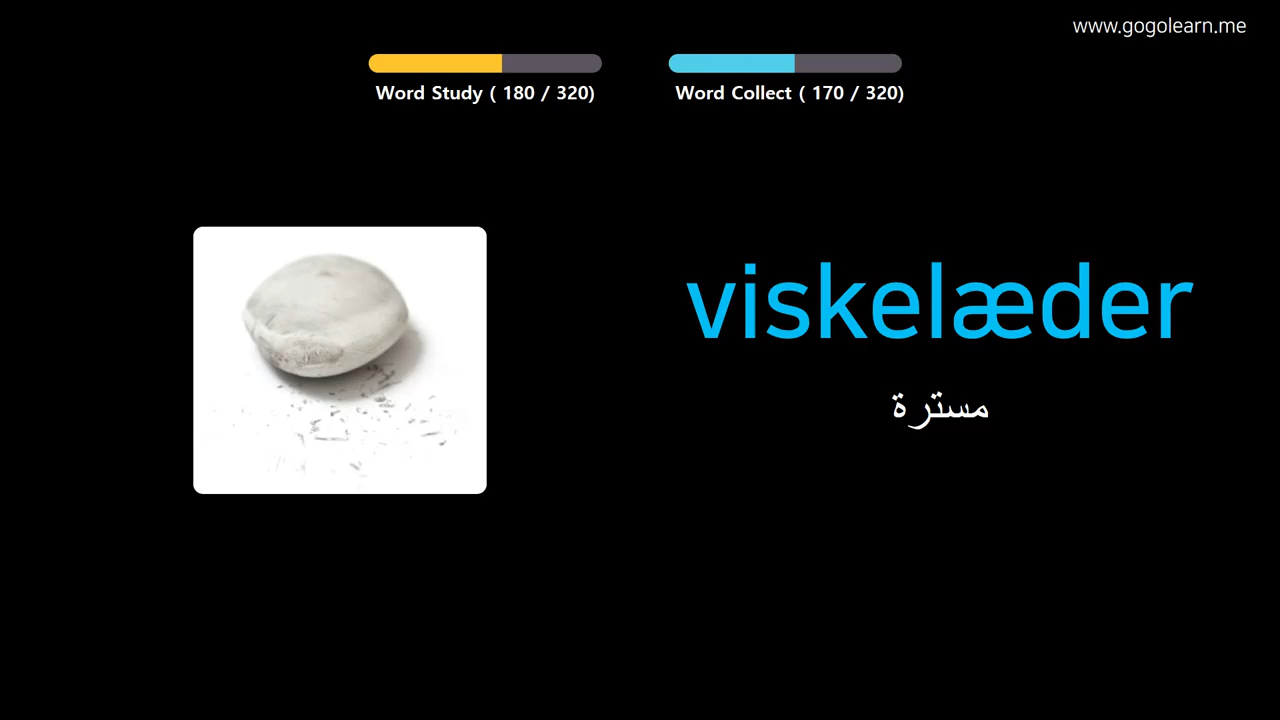 www.gogolearn.me
Word Study ( 180 / 320)
Word Collect ( 170 / 320)
viskelæder
مسترة